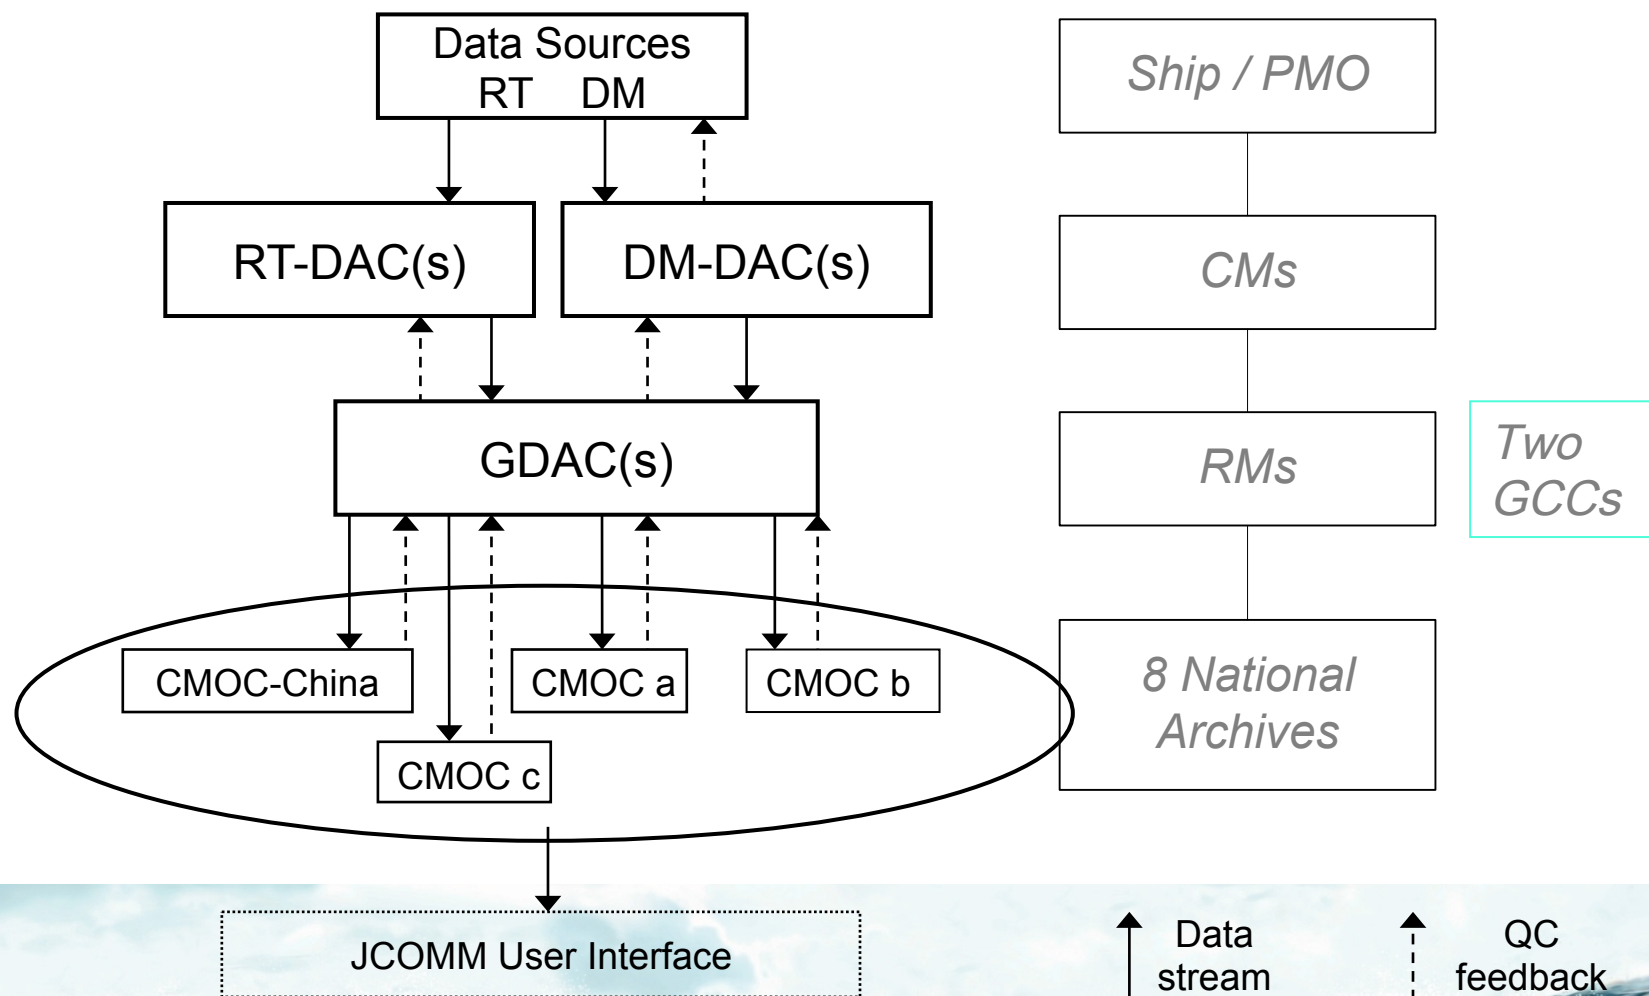 Data Sources
RT DM
Ship / PMO
RT-DAC(s)
DM-DAC(s)
CMs
GDAC(s)
RMs
Two
GCCs
CMOC-China
CMOC a
CMOC b
CMOC c
8 National
Archives
JCOMM User Interface
Data
stream
QC
feedback